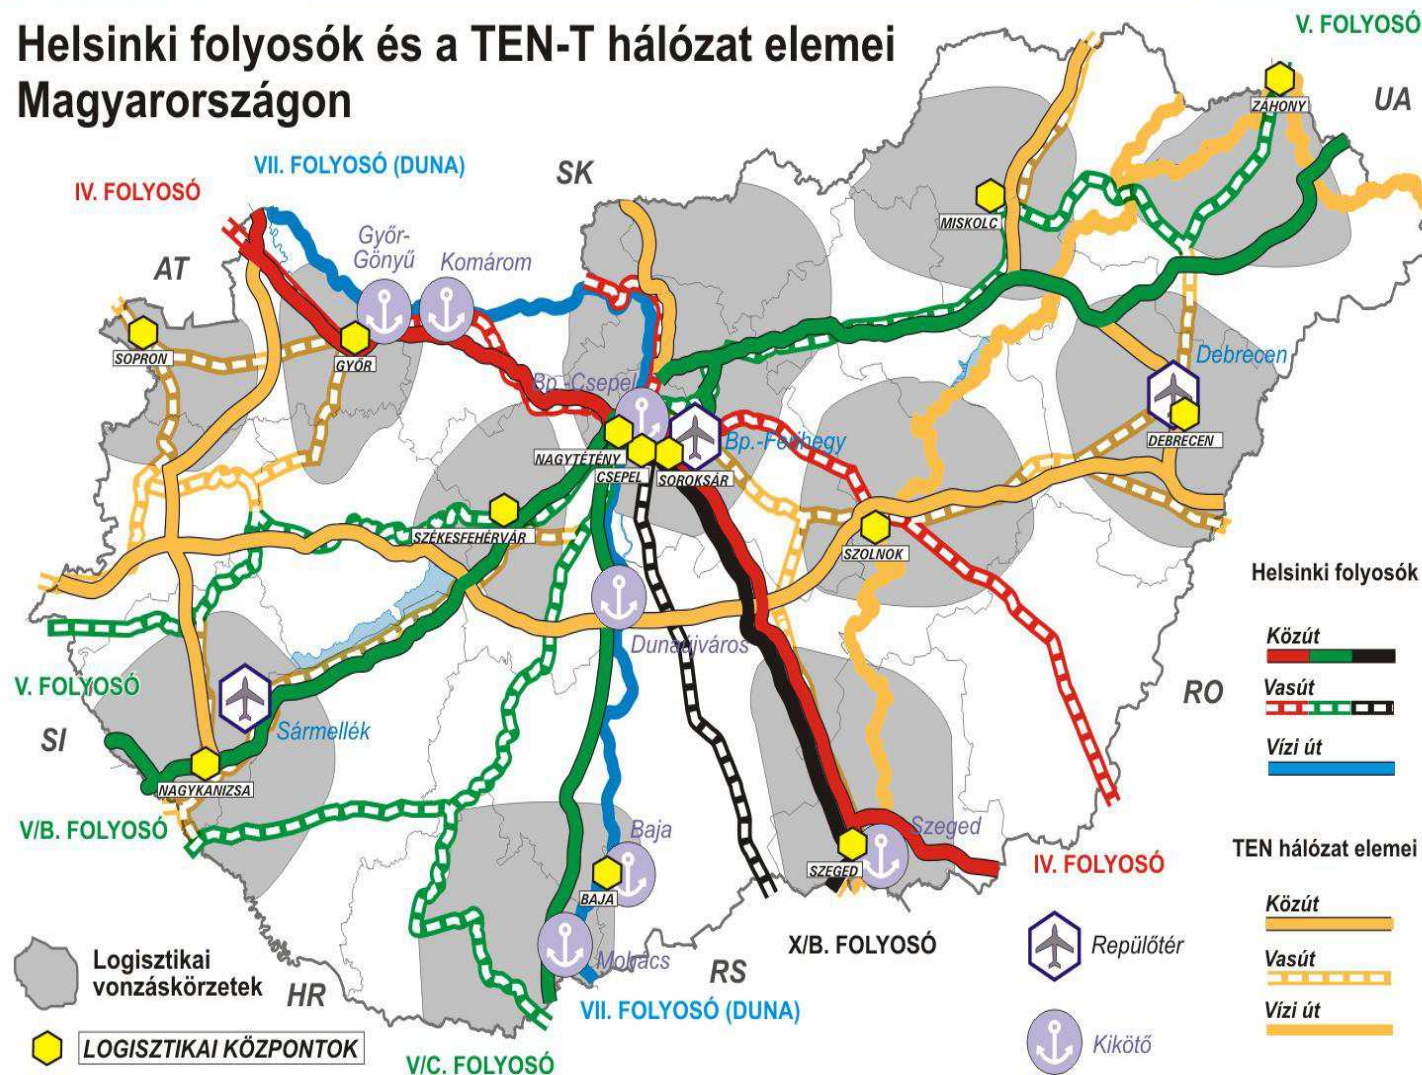 Helsinki folyosók és a TEN-T hálózat elemei
Magyarországon
V. FOLYOSÓ
UA
ZÁHONY
VII. FOLYOSÓ (DUNA)
SK
IV. FOLYOSÓ
MISKOLC
Győr-
Gönyű
Komárom
AT
SOPRON
GYŐR
Debrecen
Bp.-Csepel
DEBRECEN
Bp.-Ferihegy
NAGYTÉTÉNY
CSEPEL
SOROKSÁR
SZÉKESFEHÉRVÁR
SZOLNOK
Helsinki folyosók
Közút
Vasút
Vízi út
Dunaújváros
V. FOLYOSÓ
RO
SI
Sármellék
NAGYKANIZSA
V/B. FOLYOSÓ
Baja
BAJA
Szeged
SZEGED
IV. FOLYOSÓ
TEN hálózat elemei
Közút
Vasút
Vízi út
X/B. FOLYOSÓ
Repülőtér
Kikötő
Mohács
RS
VII. FOLYOSÓ (DUNA)
HR
V/C. FOLYOSÓ
Logisztikai
vonzáskörzetek
LOGISZTIKAI KÖZPONTOK